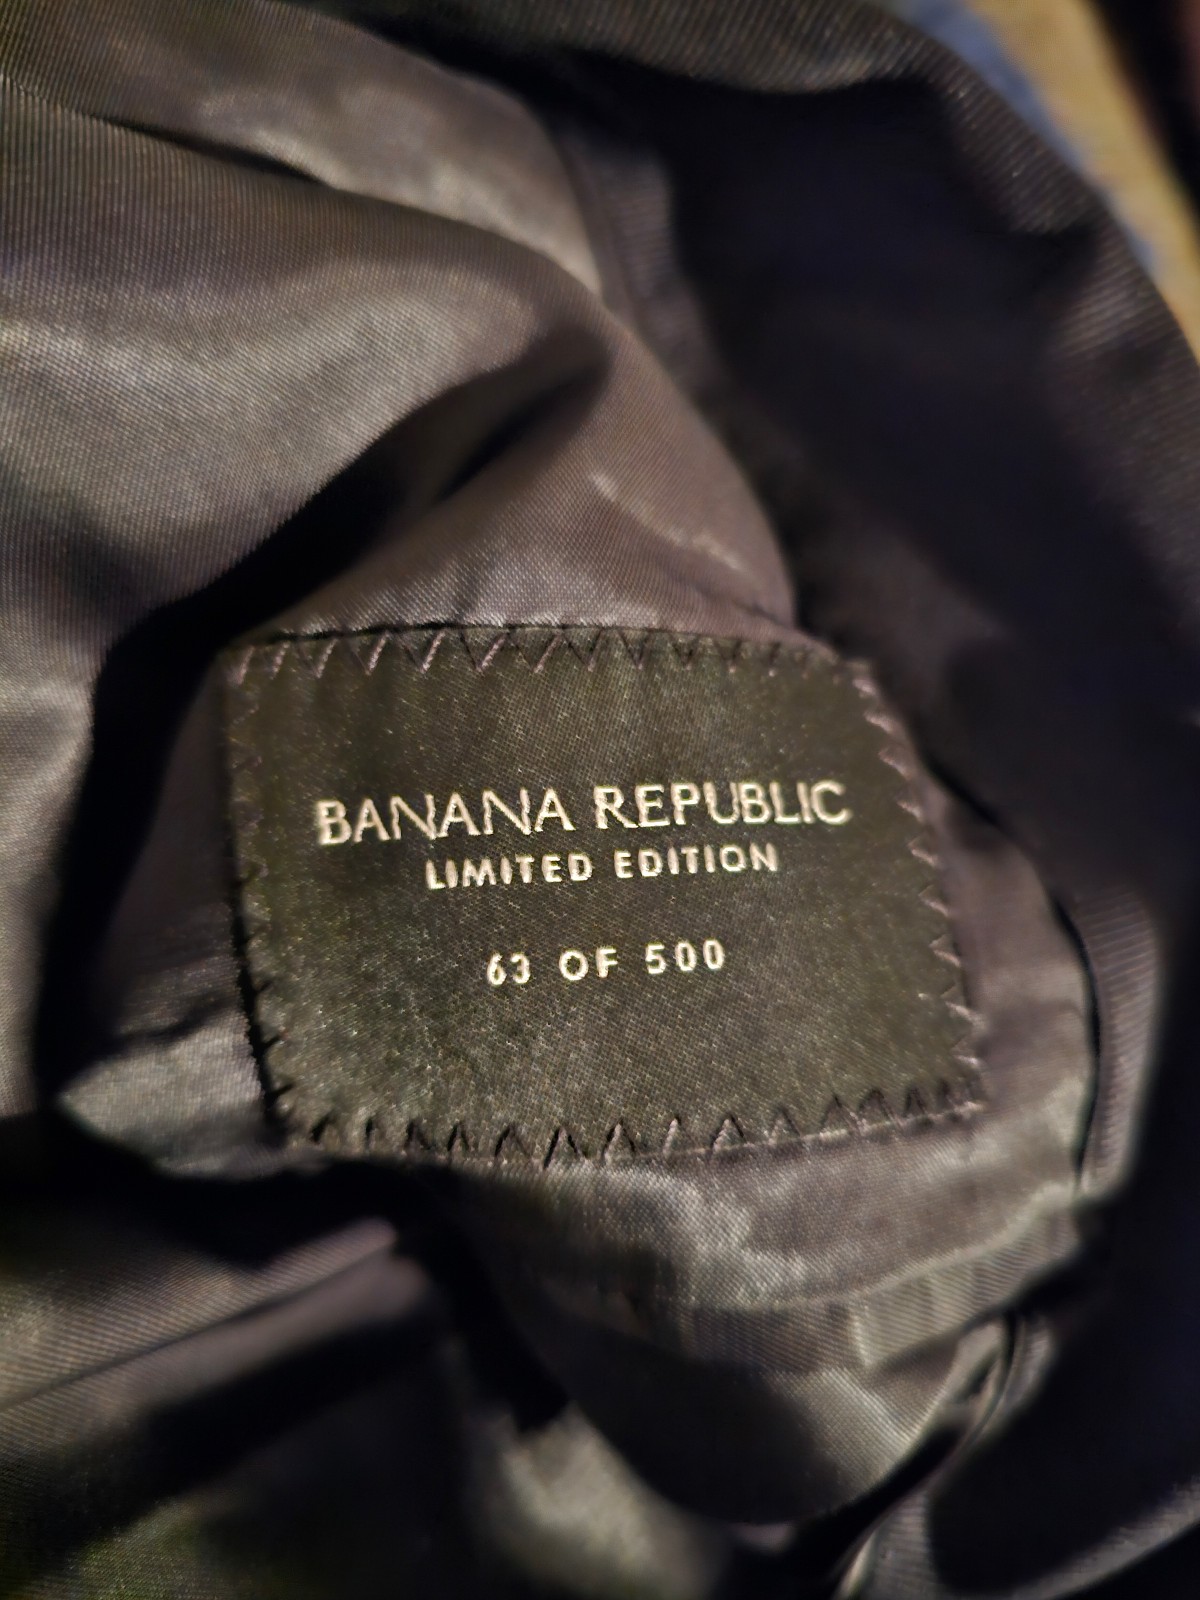 BANANA REPUBLIC
LIMITED EDITION
63 OF 500